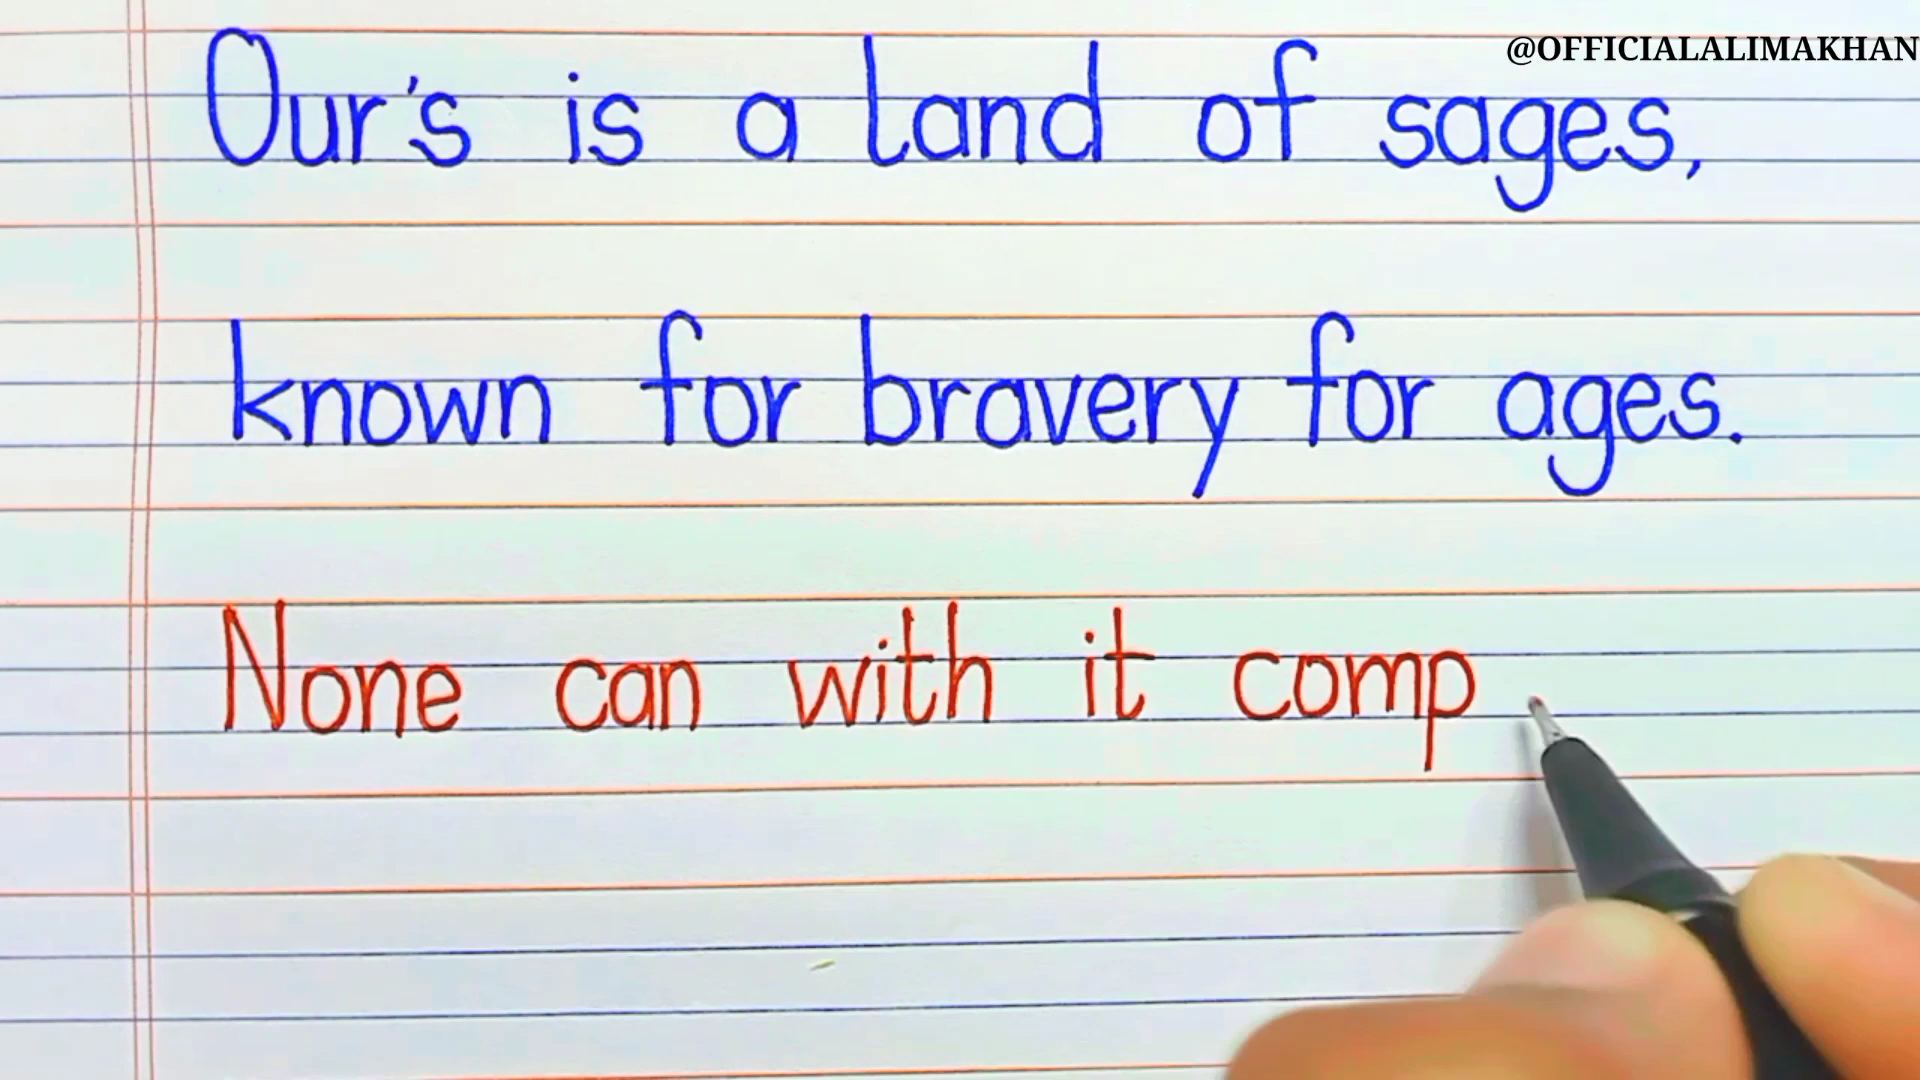 @OFFICIALALIMAKHAN
Our's is a land of sages,
known for bravery for ages.
None can with it comp